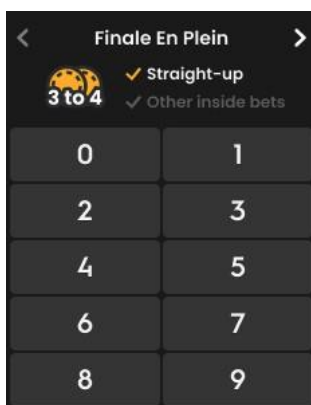 Finale En Plein
Straight-up
3 to 4
Other inside bets
0 1
2 3
4 5
6 7
8 9